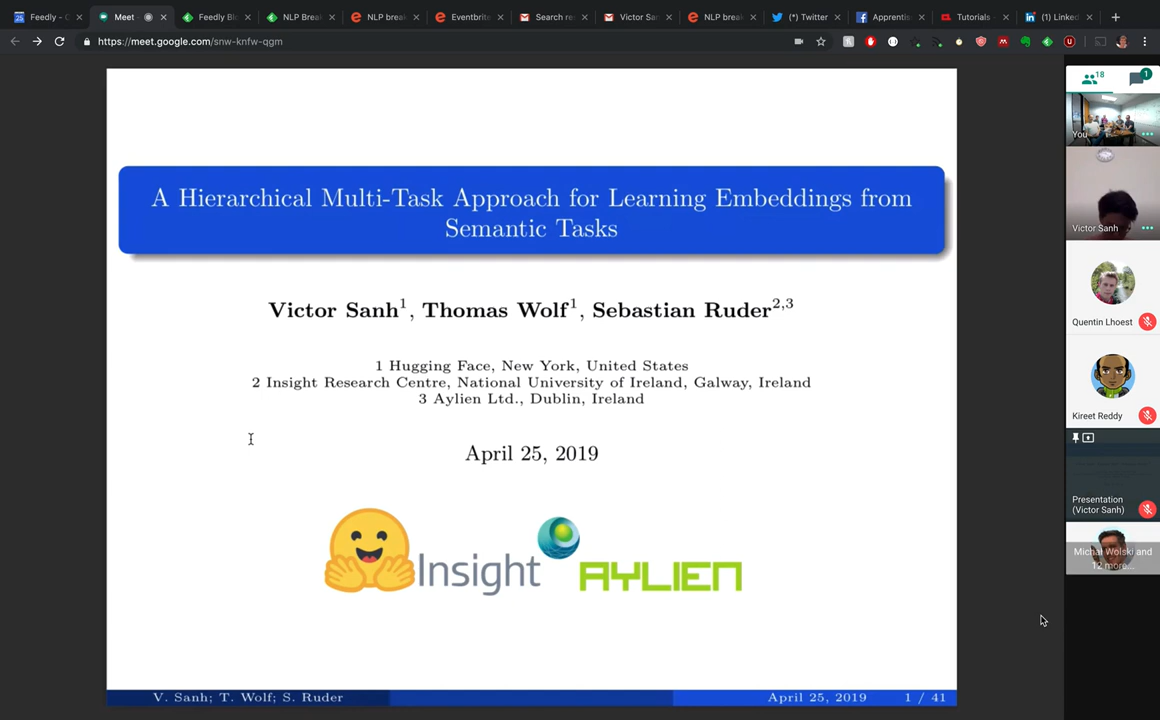 Feedly - C
Meet
Feedly Bl
NLP Brea
NLP brea
Eventbrite
Search re
Victor Sa
NLP brea
(*) Twitter
Apprentis
Tutorials
(1) Linked
https://meet.google.com/snw-knfw-qgm
18
1
You
Victor Sanh
Quentin Lhoest
Kireet Reddy
Presentation
(Victor Sanh)
Michał Wolski and
12 more...
A Hierarchical Multi-Task Approach for Learning Embeddings from
Semantic Tasks
Victor Sanh1, Thomas Wolf1, Sebastian Ruder2,3
1 Hugging Face, New York, United States
2 Insight Research Centre, National University of Ireland, Galway, Ireland
3 Aylien Ltd., Dublin, Ireland
April 25, 2019
Insight
AYLIEN
V. Sanh; T. Wolf; S. Ruder
April 25, 2019
1 / 41